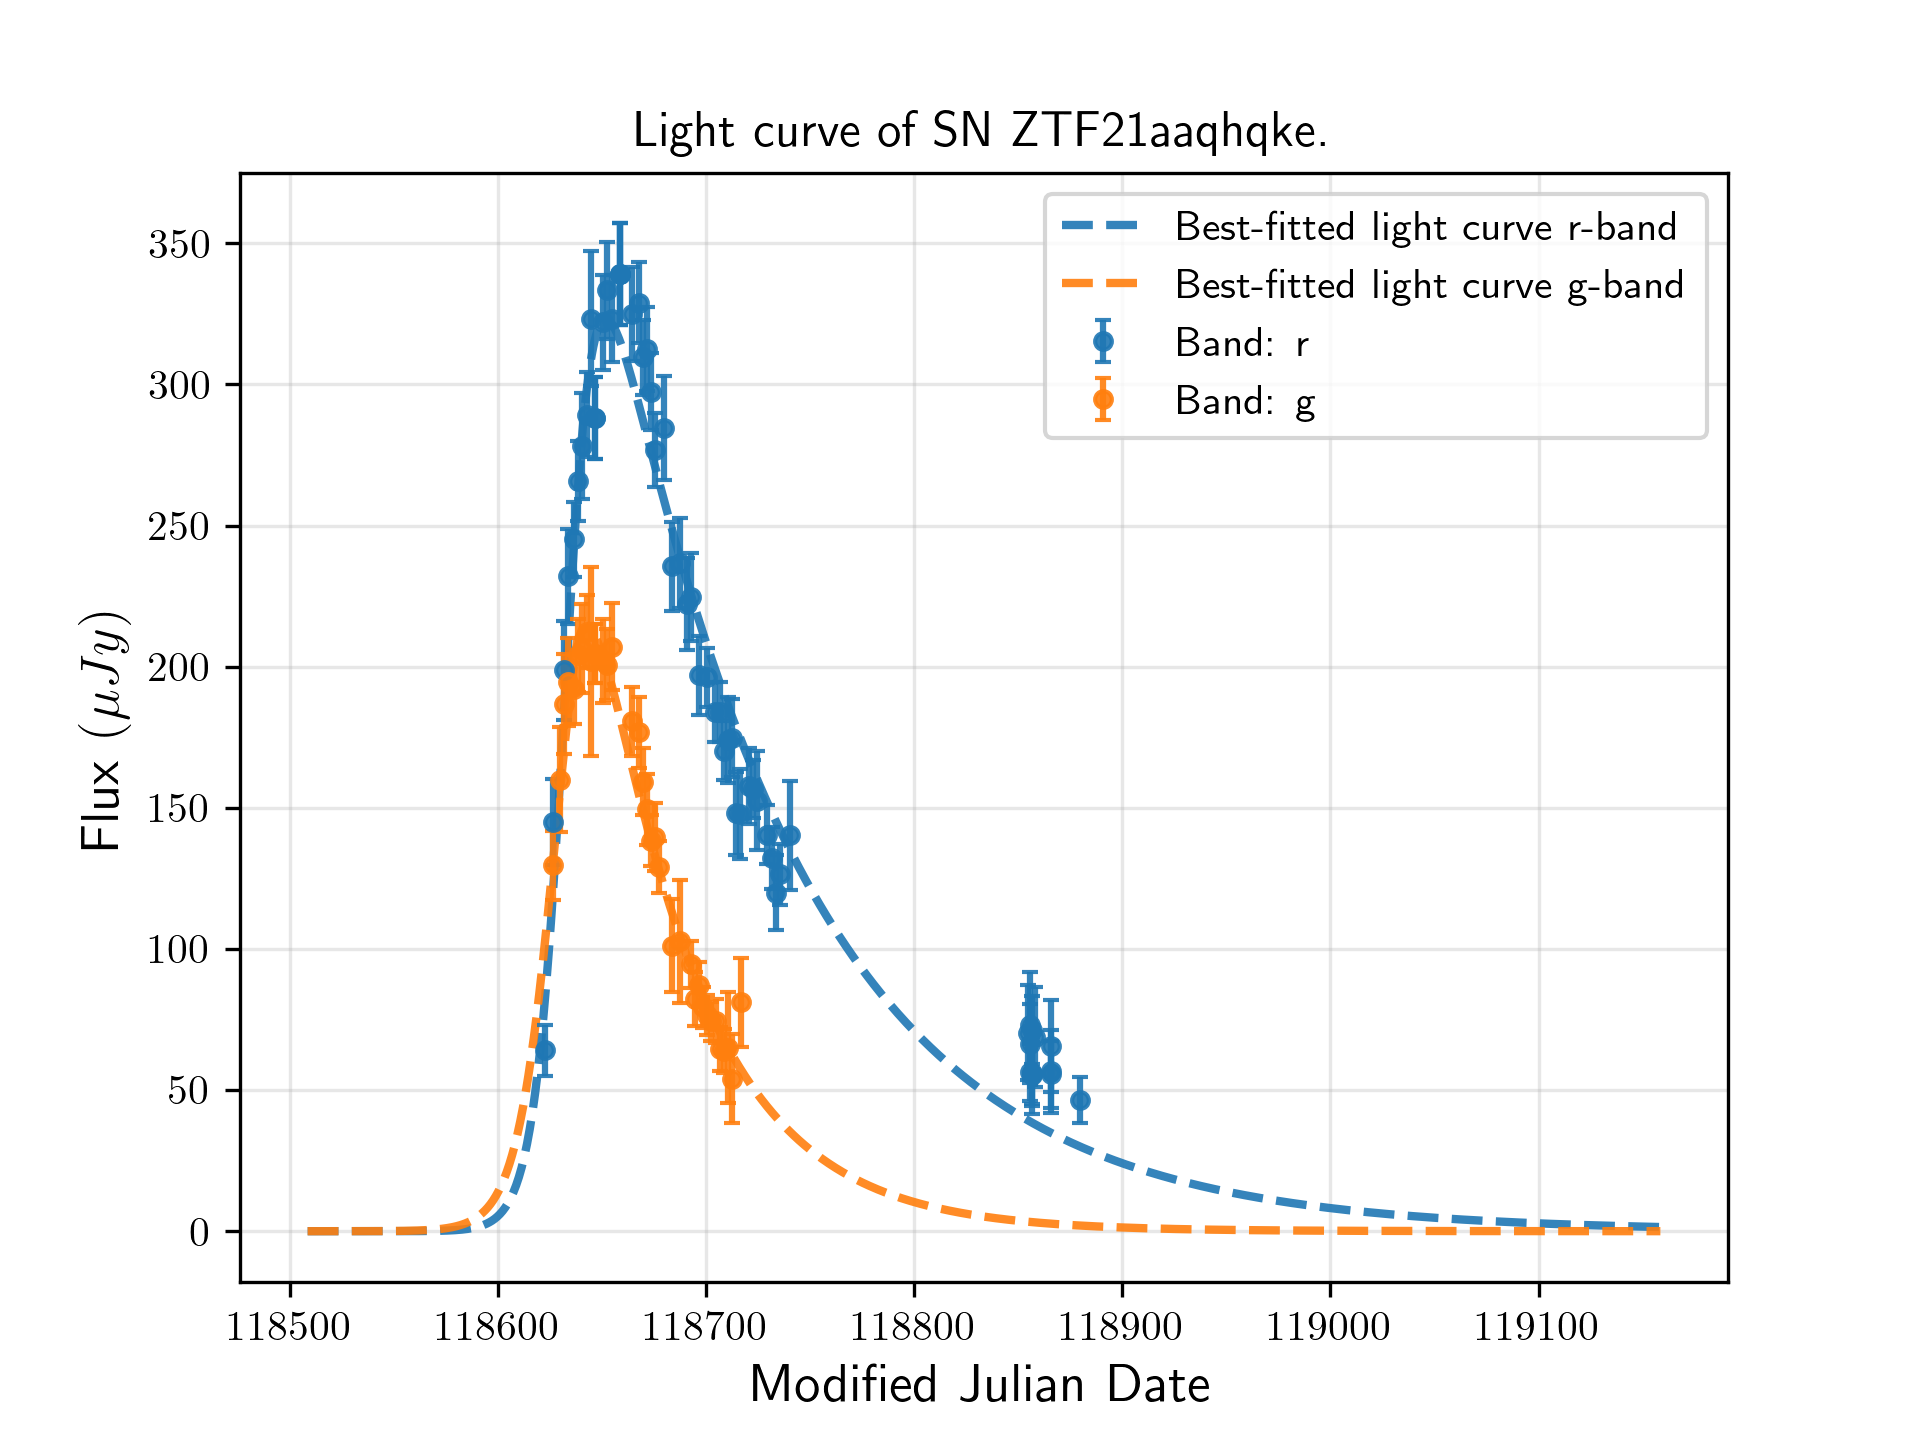 Light curve of SN ZTF21aaqhqke.
Best-fitted light curve r-band
Best-fitted light curve g-band
Band: r
Band: g
350
300
250
200
150
100
50
0
Flux (μJy)
118500 118600 118700 118800 118900 119000 119100
Modified Julian Date